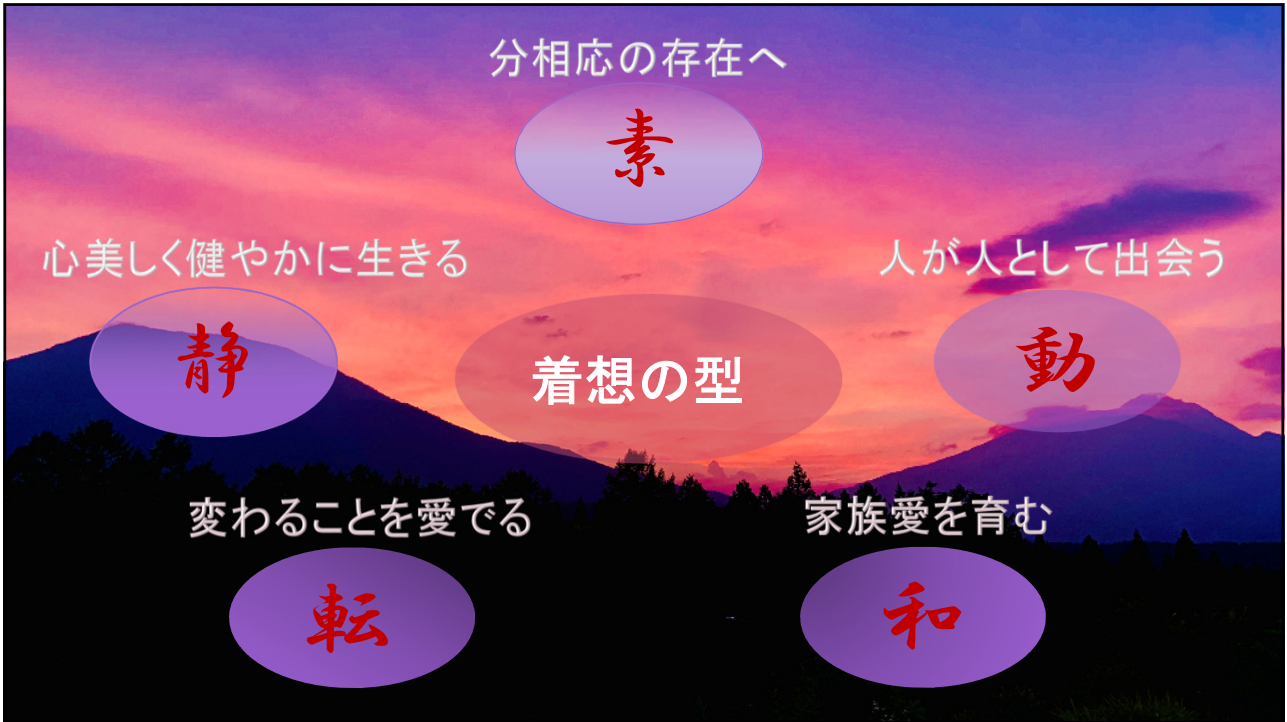 分相応の存在へ
素
心美しく健やかに生きる
人が人として出会う
静
着想の型
動
変わることを愛でる
家族愛を育む
転
和